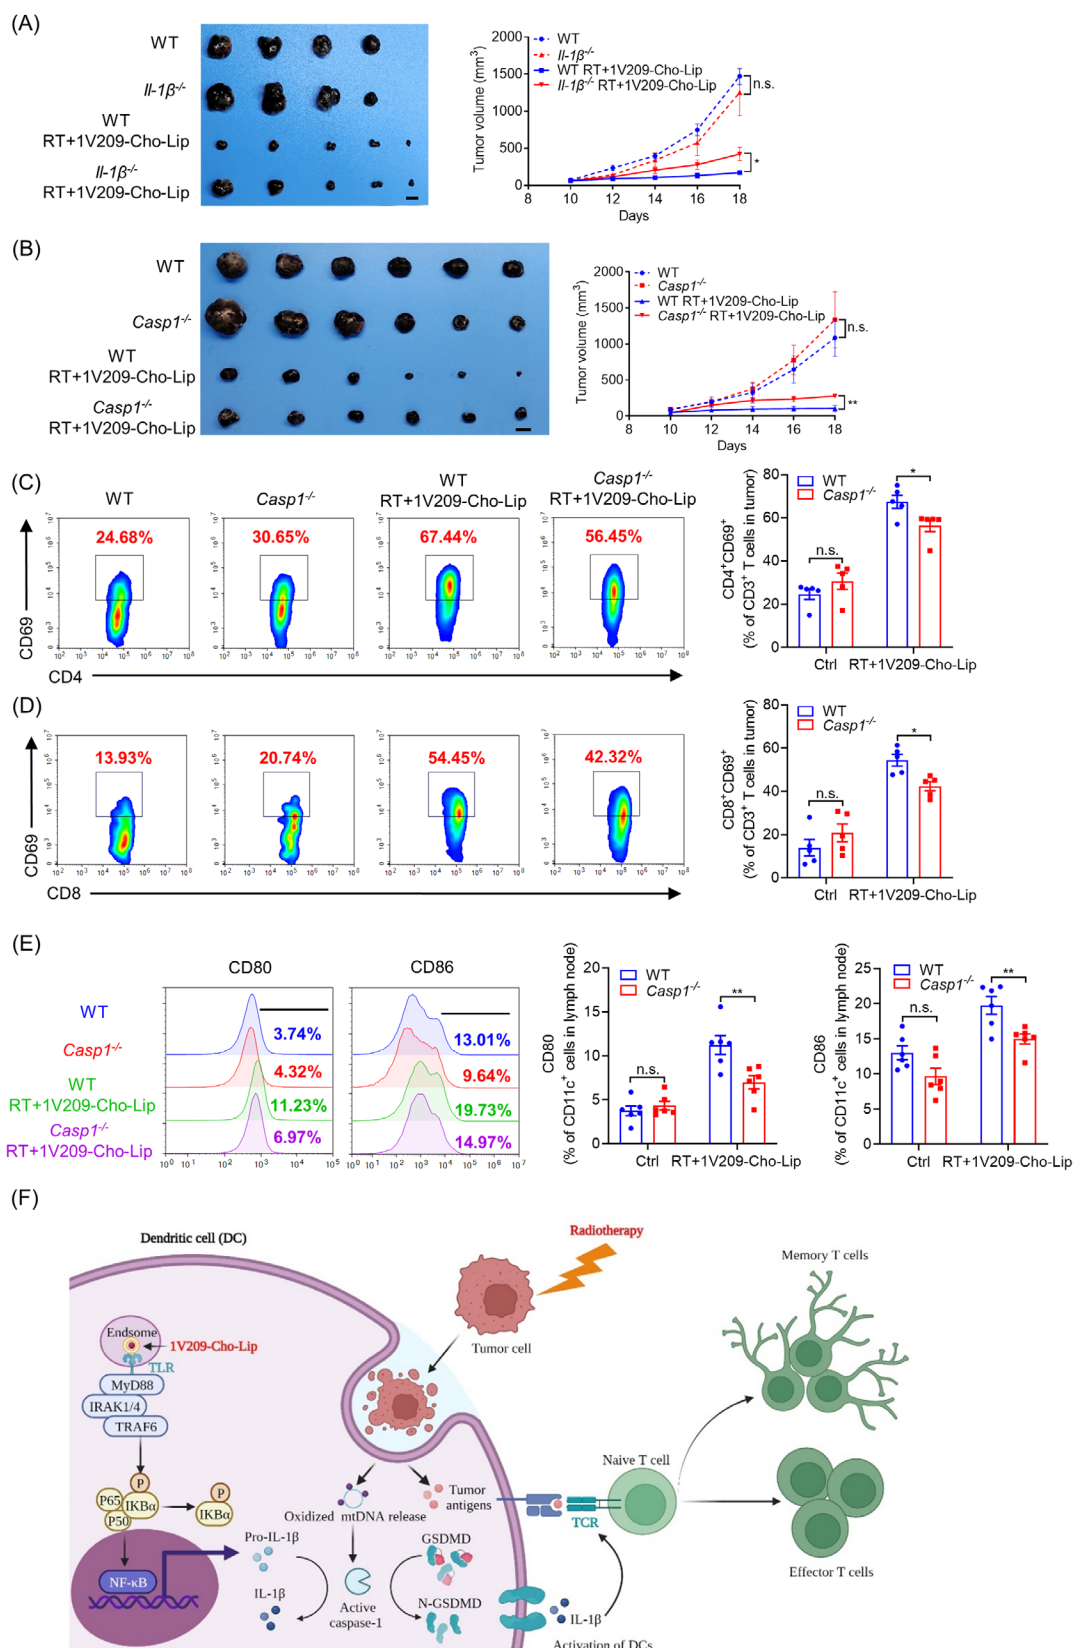 (A)
WT
Il-1β-/-
WT
RT+1V209-Cho-Lip
Il-1β-/-
RT+1V209-Cho-Lip
Tumor volume (mm3)
2000
1500
1000
500
0
WT
Il-1β-/-
WT RT+1V209-Cho-Lip
Il-1β-/- RT+1V209-Cho-Lip
n.s.
*
8 10 12 14 16 18
Days
(B)
WT
Casp1-/-
WT
RT+1V209-Cho-Lip
Casp1-/-
RT+1V209-Cho-Lip
Tumor volume (mm3)
2000
1500
1000
500
0
WT
Casp1-/-
WT RT+1V209-Cho-Lip
Casp1-/- RT+1V209-Cho-Lip
n.s.
**
8 10 12 14 16 18
Days
(C)
WT
Casp1-/-
WT
RT+1V209-Cho-Lip
Casp1-/-
RT+1V209-Cho-Lip
24.68%
30.65%
67.44%
56.45%
CD69
CD4
CD4+CD69+
(% of CD3+ T cells in tumor)
80
60
40
20
0
WT
Casp1-/-
n.s.
*
Ctrl RT+1V209-Cho-Lip
(D)
13.93%
20.74%
54.45%
42.32%
CD69
CD8
CD8+CD69+
(% of CD3+ T cells in tumor)
80
60
40
20
0
WT
Casp1-/-
n.s.
*
Ctrl RT+1V209-Cho-Lip
(E)
CD80
CD86
WT
Casp1-/-
WT
RT+1V209-Cho-Lip
Casp1-/-
RT+1V209-Cho-Lip
3.74%
4.32%
11.23%
6.97%
13.01%
9.64%
19.73%
14.97%
CD80
(% of CD11c+ cells in lymph node)
20
15
10
5
0
WT
Casp1-/-
n.s.
**
Ctrl RT+1V209-Cho-Lip
CD86
(% of CD11c+ cells in lymph node)
25
20
15
10
5
0
WT
Casp1-/-
n.s.
**
Ctrl RT+1V209-Cho-Lip
(F)
Dendritic cell (DC)
Radiotherapy
Tumor cell
Memory T cells
Endsome
1V209-Cho-Lip
TLR
MyD88
IRAK1/4
TRAF6
P
P65
IKBα
P50
P
IKBα
NF-κB
Oxidized mtDNA release
Tumor
antigens
Naive T cell
TCR
Pro-IL-1β
IL-1β
Active
caspase-1
GSDMD
N-GSDMD
IL-1β
Activation of DCs
Effector T cells